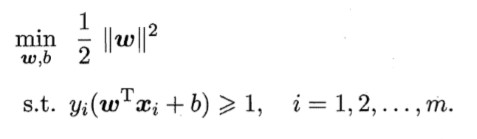 min w,b 1/2 ‖w‖²
s.t. yᵢ(wᵀxᵢ + b) ⩾ 1, i = 1, 2, . . . , m.